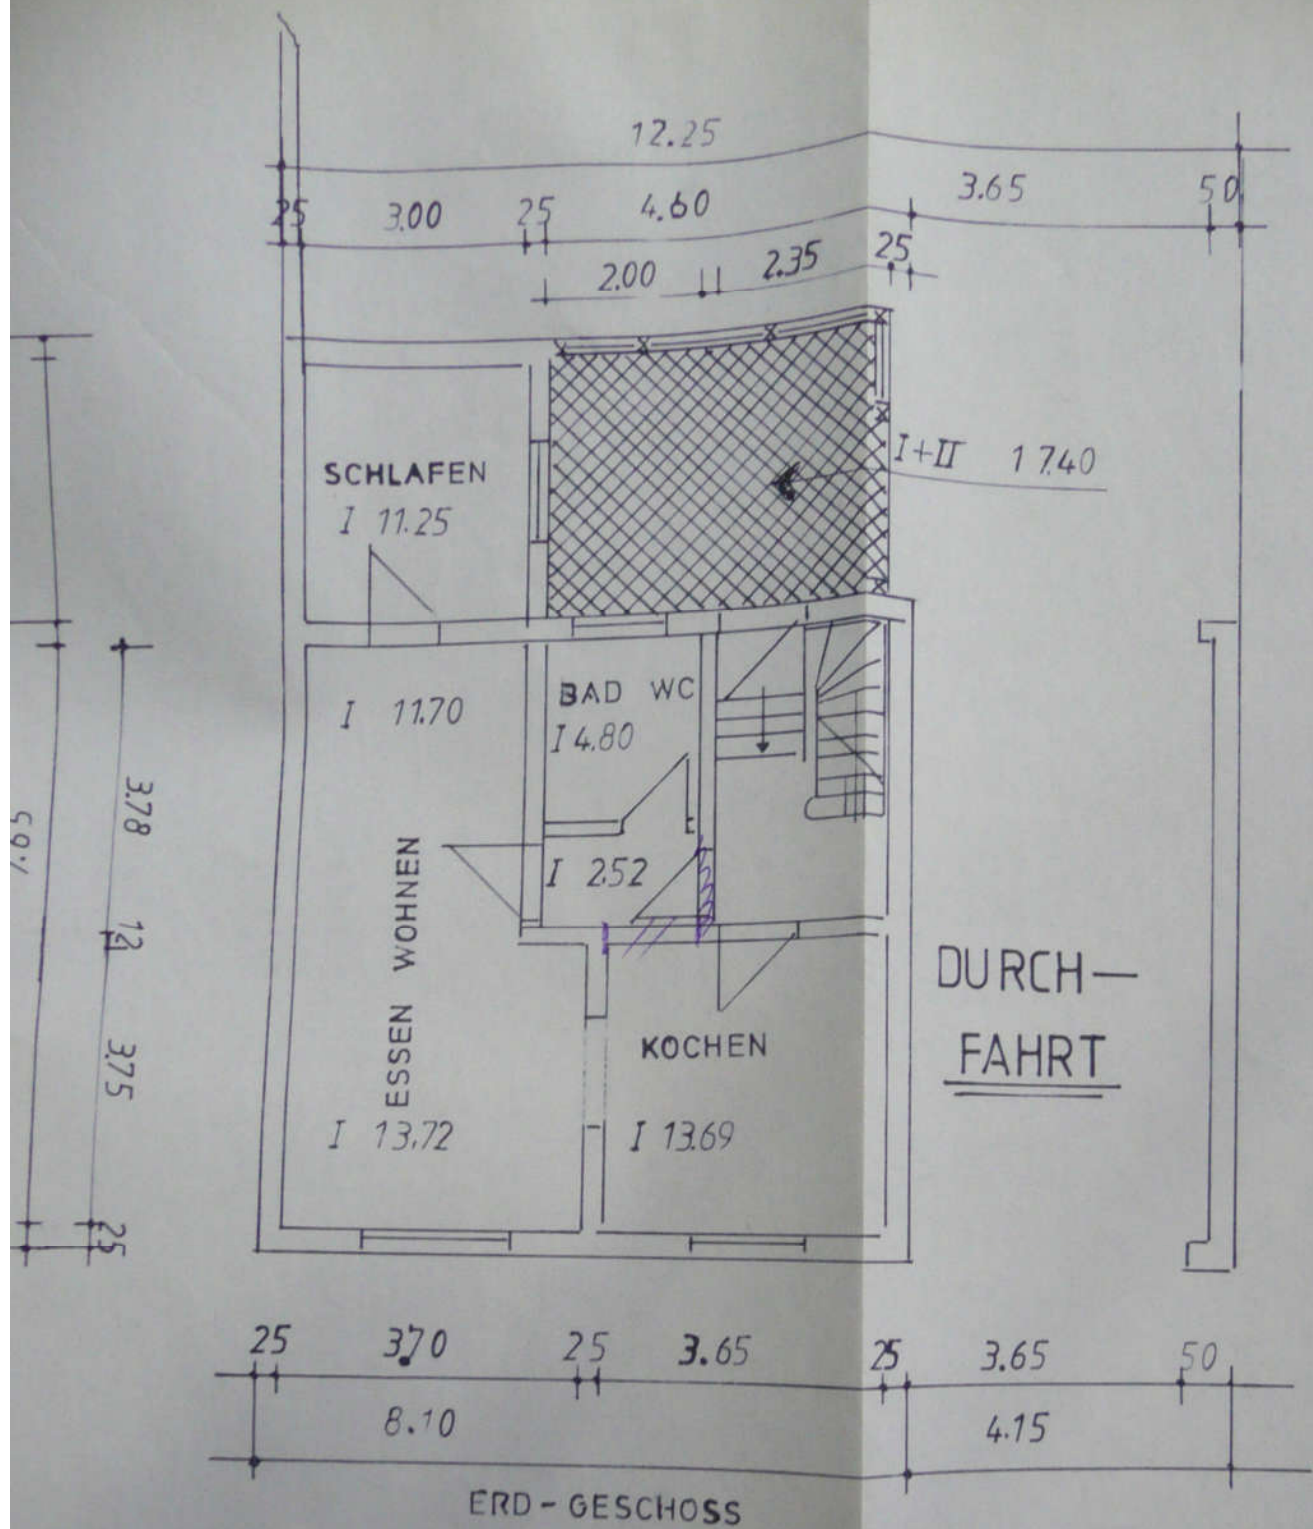 12.25
25 3.00 25 4.60 3.65 50
2.00 2.35 25
I+II 17.40
SCHLAFEN
I 11.25
I 11.70
BAD WC
I 4.80
3.78
I 2.52
ESSEN WOHNEN
12
DURCH-
FAHRT
KOCHEN
3.75
I 13.72
I 13.69
25
25 3.70 25 3.65 25 3.65 50
8.10 4.15
ERD-GESCHOSS